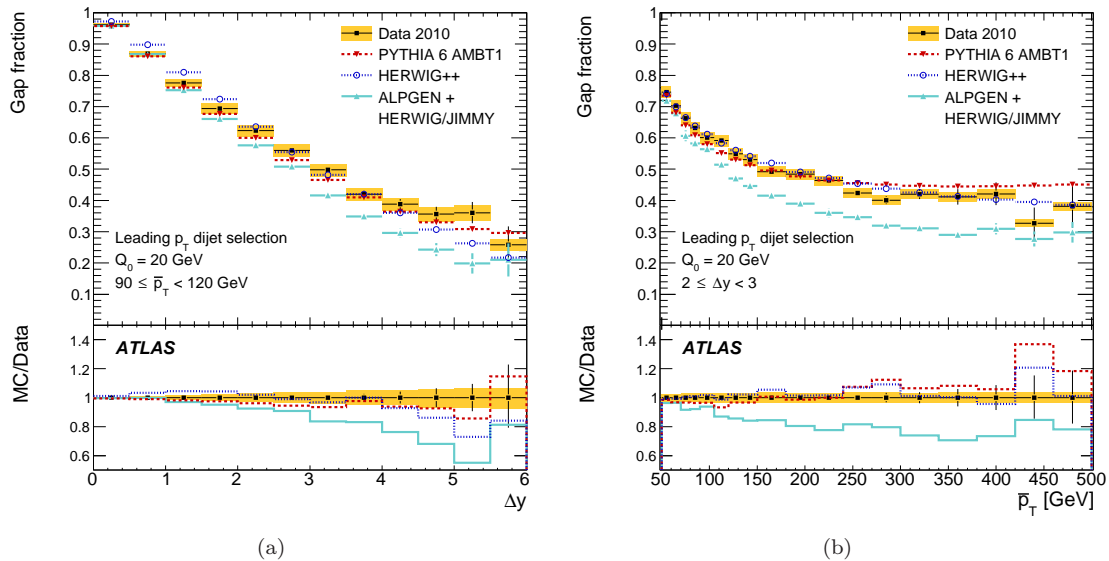 Gap fraction
1
0.9
0.8
0.7
0.6
0.5
0.4
0.3
0.2
0.1
Data 2010
PYTHIA 6 AMBT1
HERWIG++
ALPGEN +
HERWIG/JIMMY
Leading p_T dijet selection
Q_0 = 20 GeV
90 ≤ p̅_T < 120 GeV
MC/Data
1.4
1.2
1
0.8
0.6
ATLAS
0 1 2 3 4 5 6
Δy
(a)
Gap fraction
1
0.9
0.8
0.7
0.6
0.5
0.4
0.3
0.2
0.1
Data 2010
PYTHIA 6 AMBT1
HERWIG++
ALPGEN +
HERWIG/JIMMY
Leading p_T dijet selection
Q_0 = 20 GeV
2 ≤ Δy < 3
MC/Data
1.4
1.2
1
0.8
0.6
ATLAS
50 100 150 200 250 300 350 400 450 500
p̅_T [GeV]
(b)